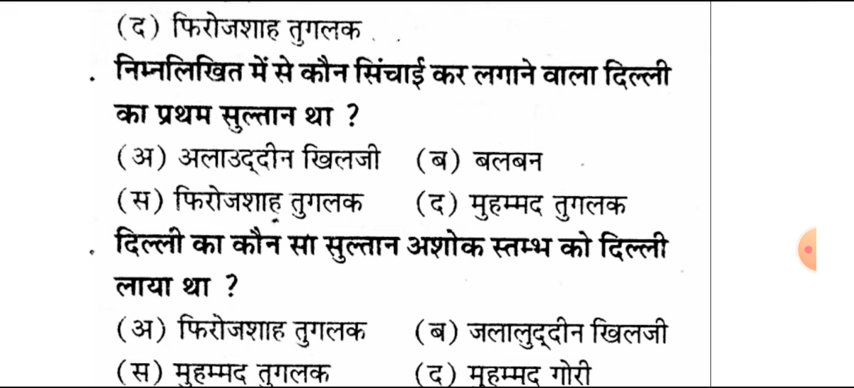 (द) फिरोजशाह तुगलक
. निम्नलिखित में से कौन सिंचाई कर लगाने वाला दिल्ली
का प्रथम सुल्तान था ?
(अ) अलाउद्दीन खिलजी (ब) बलबन
(स) फिरोजशाह तुगलक (द) मुहम्मद तुगलक
. दिल्ली का कौन सा सुल्तान अशोक स्तम्भ को दिल्ली
लाया था ?
(अ) फिरोजशाह तुगलक (ब) जलालुद्दीन खिलजी
(स) मुहम्मद तुगलक (द) मुहम्मद गोरी